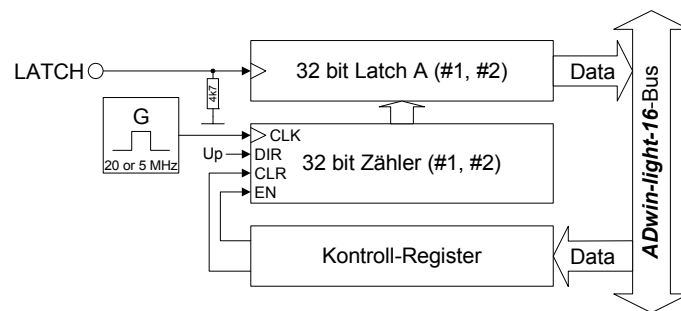 LATCH
32 bit Latch A (#1, #2)
Data
4k7
G
20 or 5 MHz
CLK
Up
DIR
CLR
EN
32 bit Zähler (#1, #2)
Kontroll-Register
Data
ADwin-light-16-Bus